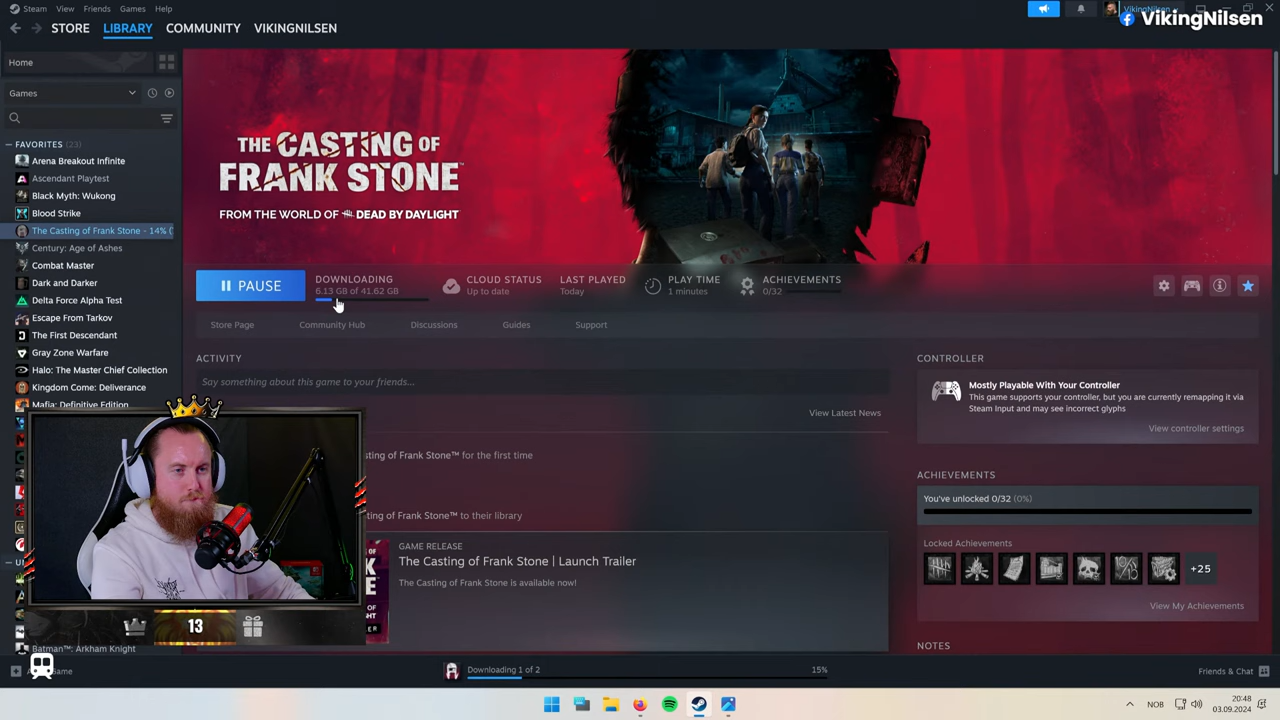 Steam View Friends Games Help
VikingNilsen
VikingNilsen
STORE LIBRARY COMMUNITY VIKINGNILSEN
Home
Games
FAVORITES (23)
Arena Breakout Infinite
Ascendant Playtest
Black Myth: Wukong
Blood Strike
The Casting of Frank Stone - 14% (
Century: Age of Ashes
Combat Master
Dark and Darker
Delta Force Alpha Test
Escape From Tarkov
The First Descendant
Gray Zone Warfare
Halo: The Master Chief Collection
Kingdom Come: Deliverance
Mafia: Definitive Edition
Batman™: Arkham Knight
THE CASTING OF
FRANK STONE™
FROM THE WORLD OF DEAD BY DAYLIGHT
PAUSE
DOWNLOADING
6.13 GB of 41.62 GB
CLOUD STATUS
Up to date
LAST PLAYED
Today
PLAY TIME
1 minutes
ACHIEVEMENTS
0/32
Store Page Community Hub Discussions Guides Support
ACTIVITY
Say something about this game to your friends...
View Latest News
sting of Frank Stone™ for the first time
of Frank Stone™ to their library
GAME RELEASE
The Casting of Frank Stone | Launch Trailer
The Casting of Frank Stone is available now!
CONTROLLER
Mostly Playable With Your Controller
This game supports your controller, but you are currently remapping it via
Steam Input and may see incorrect glyphs
View controller settings
ACHIEVEMENTS
You've unlocked 0/32 (0%)
Locked Achievements
+25
View My Achievements
NOTES
13
ame
Downloading 1 of 2
15%
Friends & Chat
NOB
20:48
03.09.2024